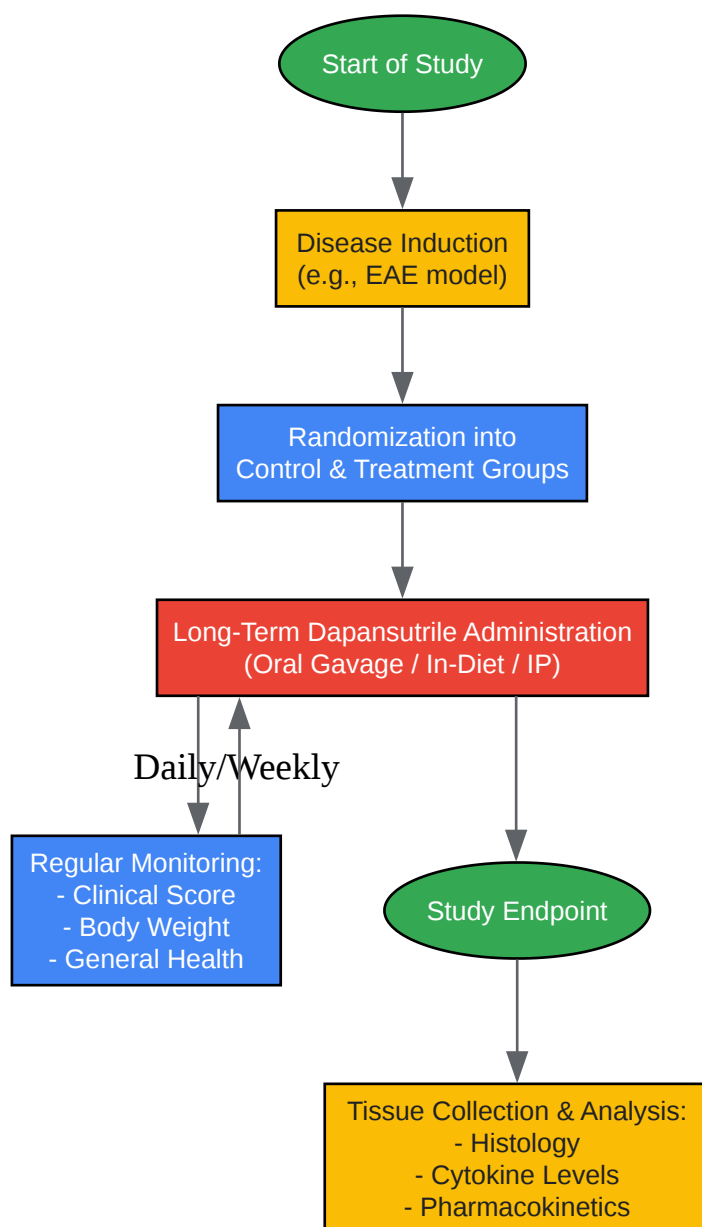 Start of Study
Disease Induction
(e.g., EAE model)
Randomization into
Control & Treatment Groups
Long-Term Dapansutrile Administration
(Oral Gavage / In-Diet / IP)
Daily/Weekly
Regular Monitoring:
- Clinical Score
- Body Weight
- General Health
Study Endpoint
Tissue Collection & Analysis:
- Histology
- Cytokine Levels
- Pharmacokinetics